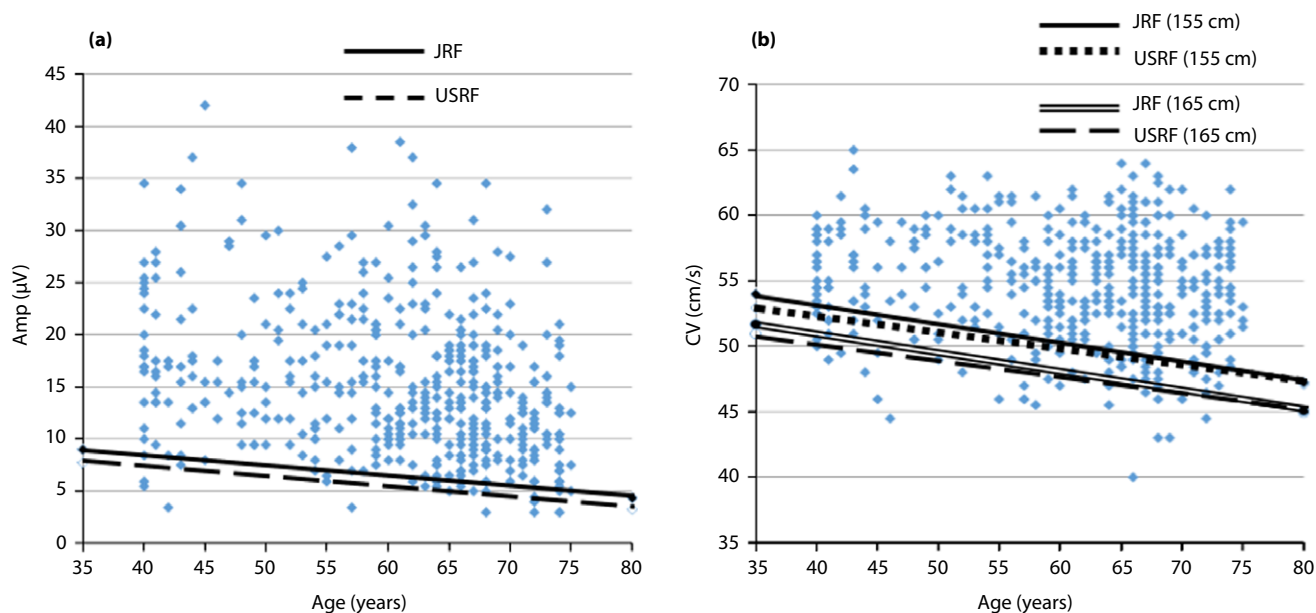 (a)
JRF
USRF
45
40
35
30
25
20
15
10
5
0
Amp (µV)
35 40 45 50 55 60 65 70 75 80
Age (years)
(b)
JRF (155 cm)
USRF (155 cm)
JRF (165 cm)
USRF (165 cm)
70
65
60
55
50
45
40
35
CV (cm/s)
35 40 45 50 55 60 65 70 75 80
Age (years)